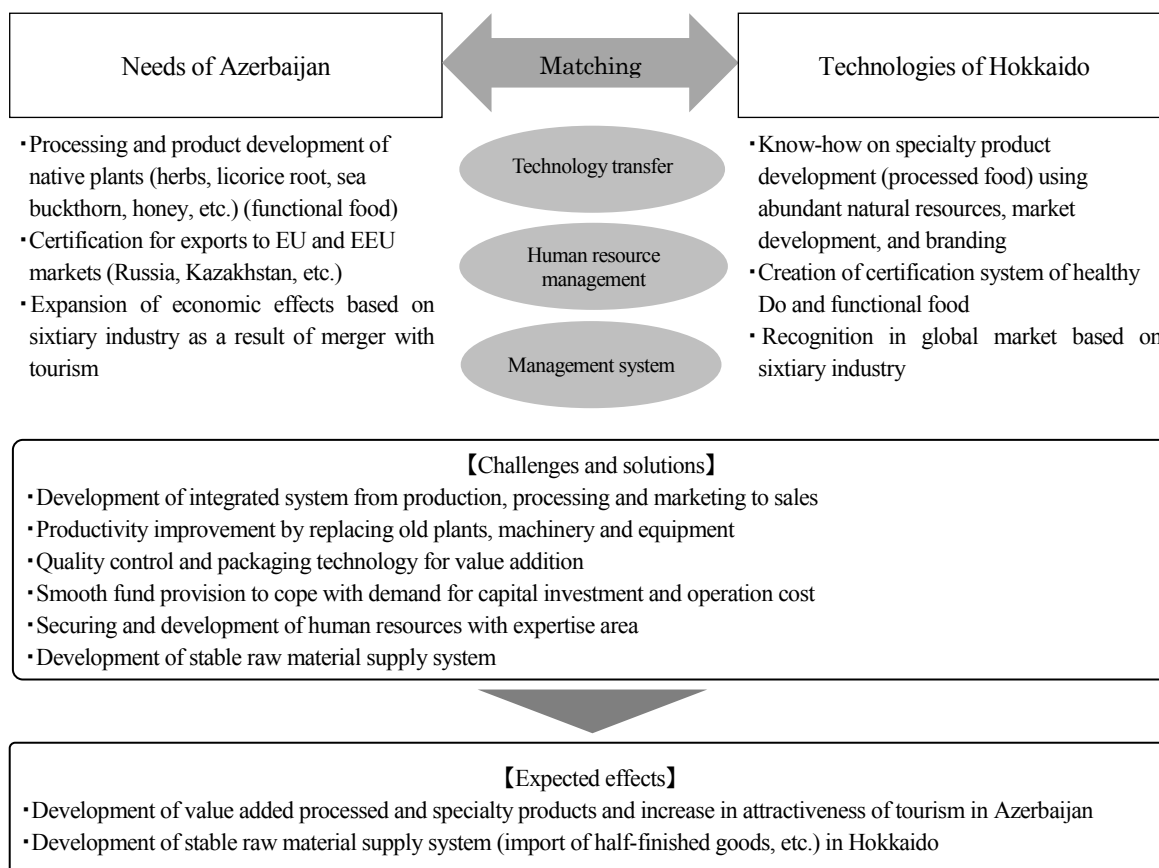 Needs of Azerbaijan
Matching
Technologies of Hokkaido
・Processing and product development of
native plants (herbs, licorice root, sea
buckthorn, honey, etc.) (functional food)
・Certification for exports to EU and EEU
markets (Russia, Kazakhstan, etc.)
・Expansion of economic effects based on
sixtiary industry as a result of merger with
tourism
Technology transfer
Human resource
management
Management system
・Know-how on specialty product
development (processed food) using
abundant natural resources, market
development, and branding
・Creation of certification system of healthy
Do and functional food
・Recognition in global market based on
sixtiary industry
【Challenges and solutions】
・Development of integrated system from production, processing and marketing to sales
・Productivity improvement by replacing old plants, machinery and equipment
・Quality control and packaging technology for value addition
・Smooth fund provision to cope with demand for capital investment and operation cost
・Securing and development of human resources with expertise area
・Development of stable raw material supply system
【Expected effects】
・Development of value added processed and specialty products and increase in attractiveness of tourism in Azerbaijan
・Development of stable raw material supply system (import of half-finished goods, etc.) in Hokkaido